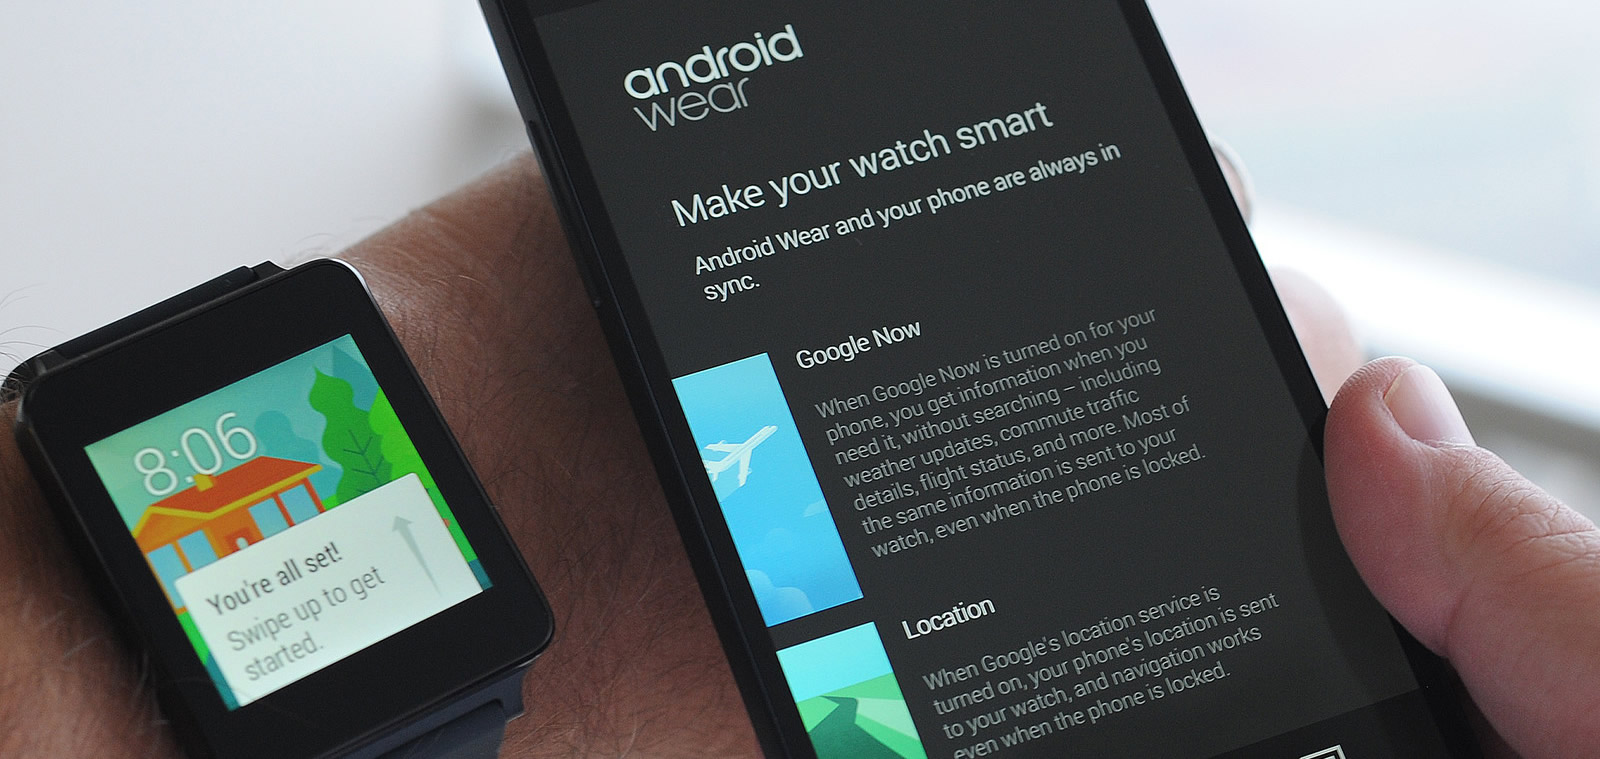 8:06
You're all set!
Swipe up to get
started.
android
wear
Make your watch smart
Android Wear and your phone are always in
sync.
Google Now
When Google Now is turned on for your
phone, you get information when you
need it, without searching – including
weather updates, commute traffic
details, flight status, and more. Most of
the same information is sent to your
watch, even when the phone is locked.
Location
When Google's location service is
turned on, your phone's location is sent
to your watch, and navigation works
even when the phone is locked.